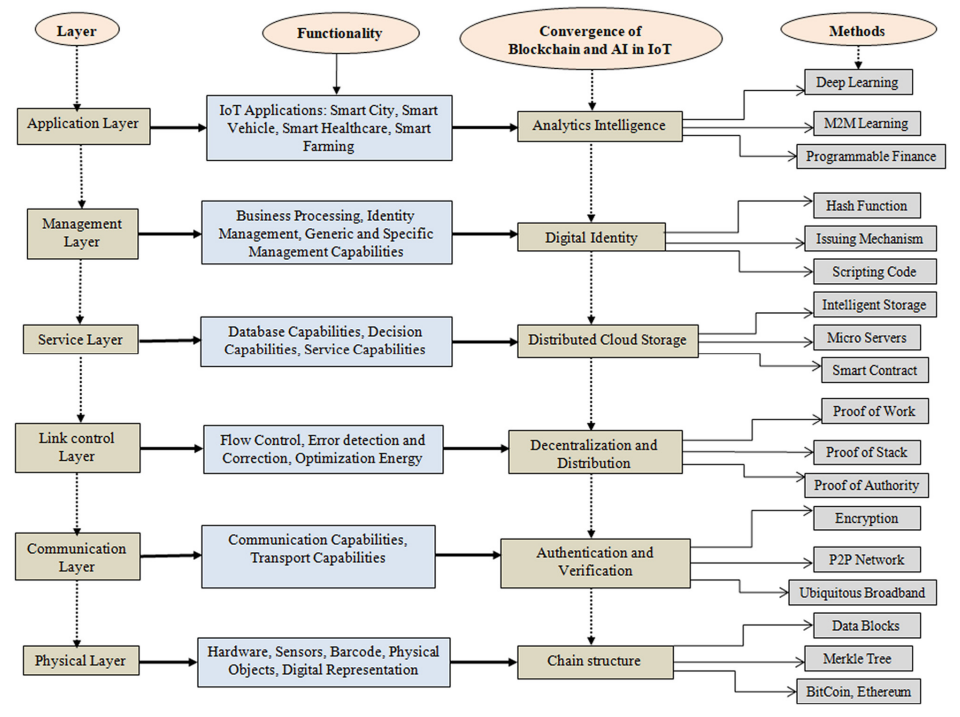 Layer
Functionality
Convergence of
Blockchain and AI in IoT
Methods
Application Layer
IoT Applications: Smart City, Smart
Vehicle, Smart Healthcare, Smart
Farming
Analytics Intelligence
Deep Learning
M2M Learning
Programmable Finance
Management
Layer
Business Processing, Identity
Management, Generic and Specific
Management Capabilities
Digital Identity
Hash Function
Issuing Mechanism
Scripting Code
Service Layer
Database Capabilities, Decision
Capabilities, Service Capabilities
Distributed Cloud Storage
Intelligent Storage
Micro Servers
Smart Contract
Link control
Layer
Flow Control, Error detection and
Correction, Optimization Energy
Decentralization and
Distribution
Proof of Work
Proof of Stack
Proof of Authority
Communication
Layer
Communication Capabilities,
Transport Capabilities
Authentication and
Verification
Encryption
P2P Network
Ubiquitous Broadband
Physical Layer
Hardware, Sensors, Barcode, Physical
Objects, Digital Representation
Chain structure
Data Blocks
Merkle Tree
BitCoin, Ethereum